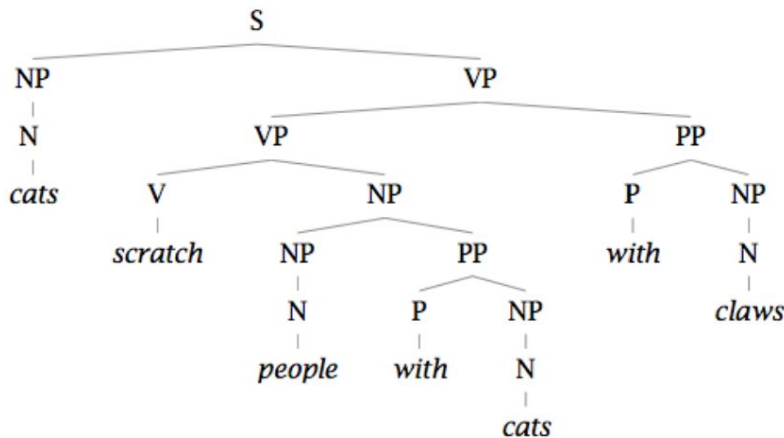 S
NP VP
N VP PP
cats V NP P NP
scratch NP PP with N
N P NP claws
people with N
cats